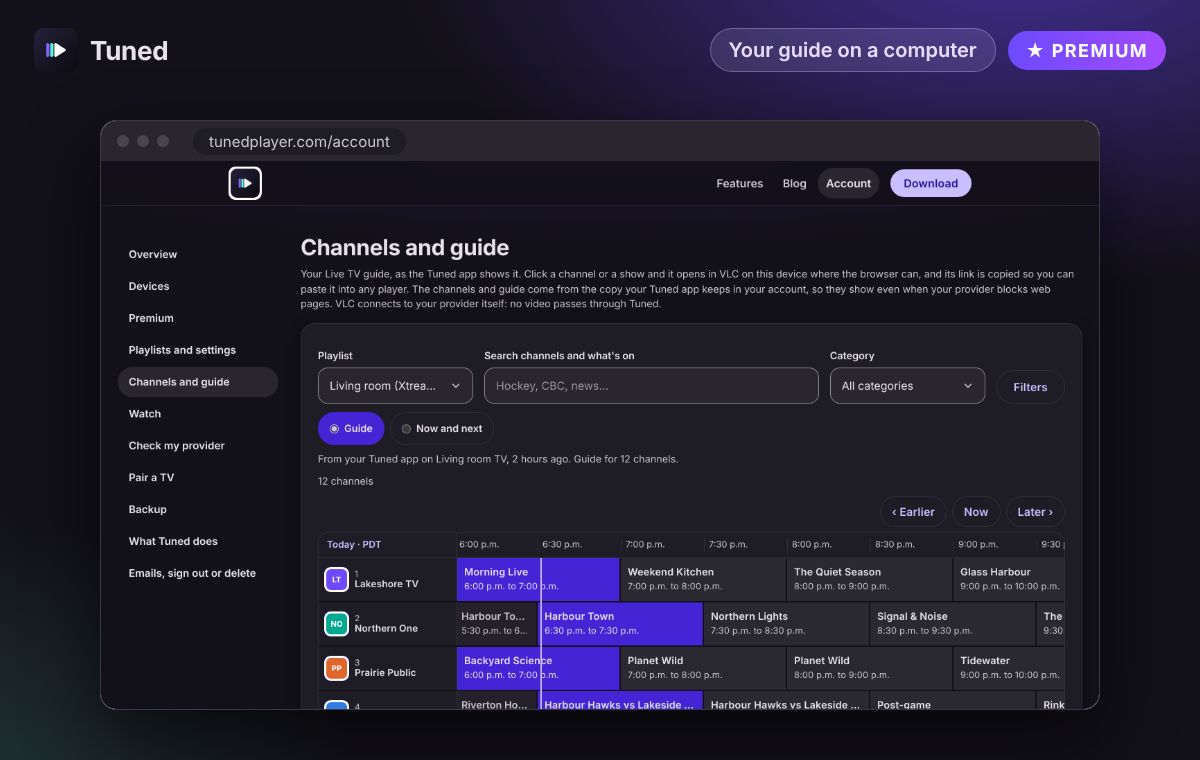 Tuned
Your guide on a computer
★ PREMIUM
tunedplayer.com/account
Features
Blog
Account
Download
Overview
Devices
Premium
Playlists and settings
Channels and guide
Watch
Check my provider
Pair a TV
Backup
What Tuned does
Emails, sign out or delete
Channels and guide
Your Live TV guide, as the Tuned app shows it. Click a channel or a show and it opens in VLC on this device where the browser can, and its link is copied so you can
paste it into any player. The channels and guide come from the copy your Tuned app keeps in your account, so they show even when your provider blocks web
pages. VLC connects to your provider itself: no video passes through Tuned.
Playlist
Search channels and what's on
Category
Living room (Xtrea...
Hockey, CBC, news...
All categories
Filters
Guide
Now and next
From your Tuned app on Living room TV, 2 hours ago. Guide for 12 channels.
12 channels
‹ Earlier
Now
Later ›
Today · PDT
6:00 p.m.
6:30 p.m.
7:00 p.m.
7:30 p.m.
8:00 p.m.
8:30 p.m.
9:00 p.m.
9:30
LT
1
Lakeshore TV
Morning Live
6:00 p.m. to 7:00 p.m.
Weekend Kitchen
7:00 p.m. to 8:00 p.m.
The Quiet Season
8:00 p.m. to 9:00 p.m.
Glass Harbour
9:00 p.m. to 10:00 p.m.
NO
2
Northern One
Harbour To...
5:30 p.m. to 6...
Harbour Town
6:30 p.m. to 7:30 p.m.
Northern Lights
7:30 p.m. to 8:30 p.m.
Signal & Noise
8:30 p.m. to 9:30 p.m.
The
9:30
PP
3
Prairie Public
Backyard Science
6:00 p.m. to 7:00 p.m.
Planet Wild
7:00 p.m. to 8:00 p.m.
Planet Wild
8:00 p.m. to 9:00 p.m.
Tidewater
9:00 p.m. to 10:00 p.m.
4
Riverton Ho...
Harbour Hawks vs Lakeside ...
Harbour Hawks vs Lakeside ...
Post-game
Rink